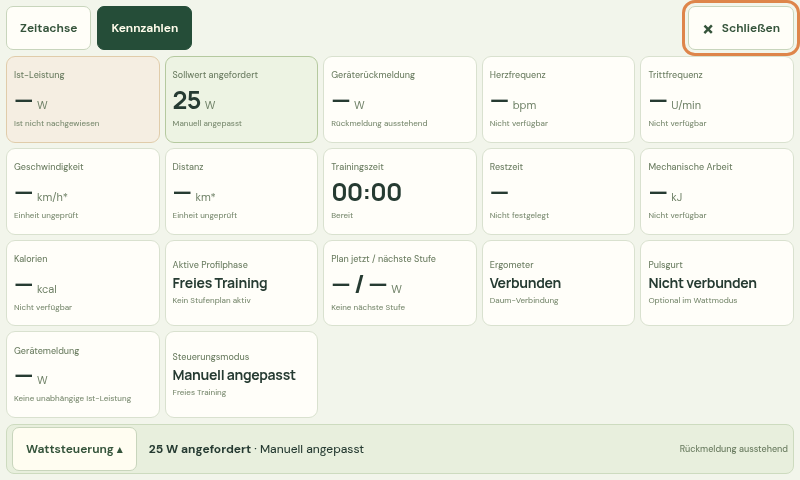 Zeitachse
Kennzahlen
× Schließen
Ist-Leistung
— W
Ist nicht nachgewiesen
Sollwert angefordert
25 W
Manuell angepasst
Geräterückmeldung
— W
Rückmeldung ausstehend
Herzfrequenz
— bpm
Nicht verfügbar
Trittfrequenz
— U/min
Nicht verfügbar
Geschwindigkeit
— km/h*
Einheit ungeprüft
Distanz
— km*
Einheit ungeprüft
Trainingszeit
00:00
Bereit
Restzeit
—
Nicht festgelegt
Mechanische Arbeit
— kJ
Nicht verfügbar
Kalorien
— kcal
Nicht verfügbar
Aktive Profilphase
Freies Training
Kein Stufenplan aktiv
Plan jetzt / nächste Stufe
— / — W
Keine nächste Stufe
Ergometer
Verbunden
Daum-Verbindung
Pulsgurt
Nicht verbunden
Optional im Wattmodus
Gerätemeldung
— W
Keine unabhängige Ist-Leistung
Steuerungsmodus
Manuell angepasst
Freies Training
Wattsteuerung ▴
25 W angefordert · Manuell angepasst
Rückmeldung ausstehend